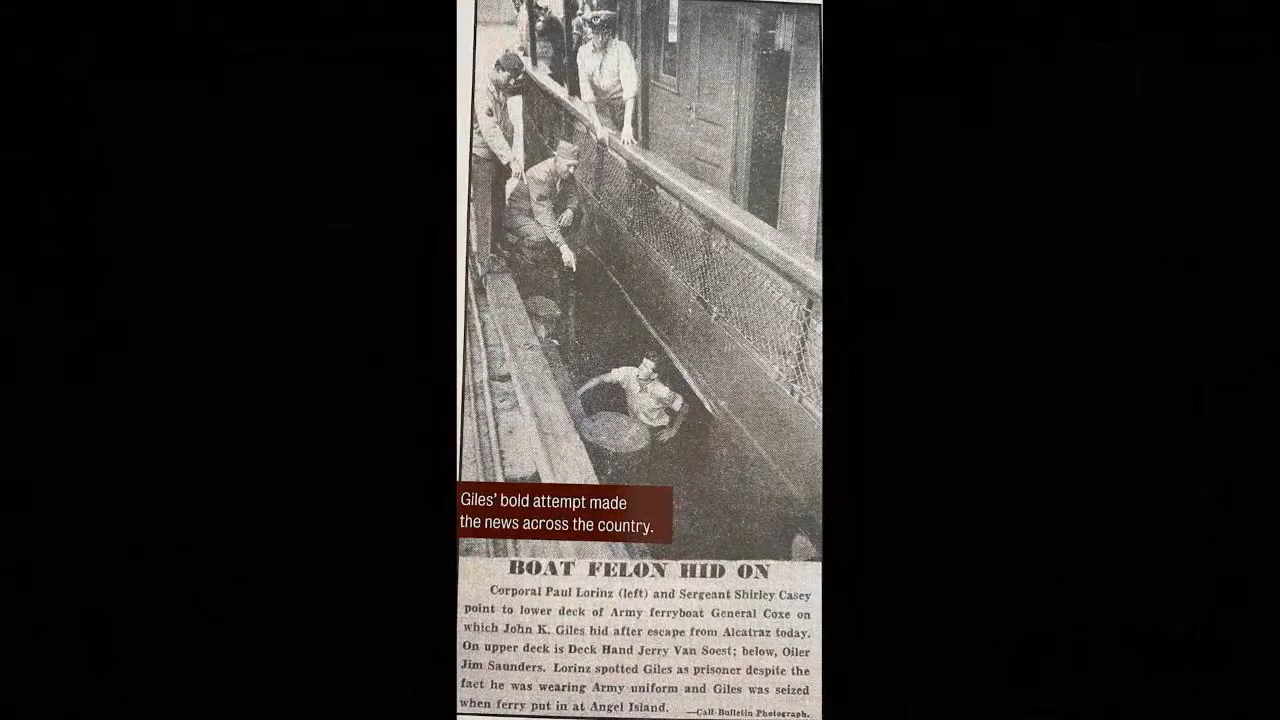 Giles' bold attempt made
the news across the country.
BOAT FELON HID ON
Corporal Paul Lorinz (left) and Sergeant Shirley Casey
point to lower deck of Army ferryboat General Coxe on
which John K. Giles hid after escape from Alcatraz today.
On upper deck is Deck Hand Jerry Van Soest; below, Oiler
Jim Saunders. Lorinz spotted Giles as prisoner despite the
fact he was wearing Army uniform and Giles was seized
when ferry put in at Angel Island. —Call-Bulletin Photograph.